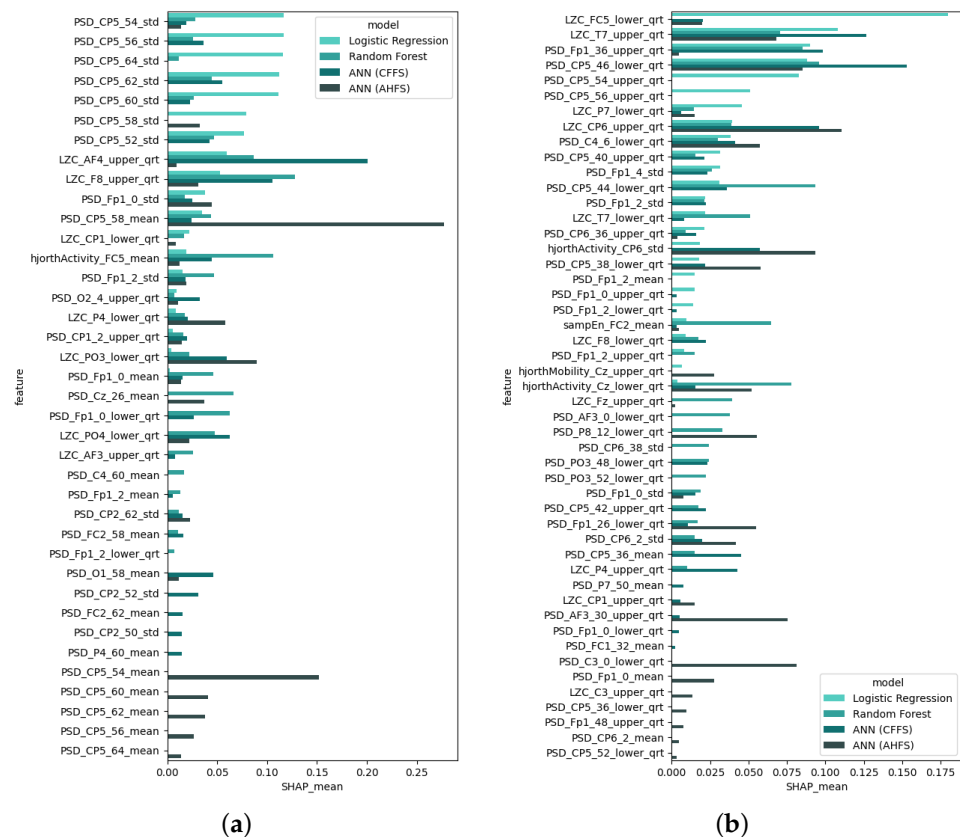 PSD_CP5_54_std
PSD_CP5_56_std
PSD_CP5_64_std
PSD_CP5_62_std
PSD_CP5_60_std
PSD_CP5_58_std
PSD_CP5_52_std
LZC_AF4_upper_qrt
LZC_F8_upper_qrt
PSD_Fp1_0_std
PSD_CP5_58_mean
LZC_CP1_lower_qrt
hjorthActivity_FC5_mean
PSD_Fp1_2_std
PSD_O2_4_upper_qrt
LZC_P4_lower_qrt
PSD_CP1_2_upper_qrt
LZC_PO3_lower_qrt
PSD_Fp1_0_mean
PSD_Cz_26_mean
PSD_Fp1_0_lower_qrt
LZC_PO4_lower_qrt
LZC_AF3_upper_qrt
PSD_C4_60_mean
PSD_Fp1_2_mean
PSD_CP2_62_std
PSD_FC2_58_mean
PSD_Fp1_2_lower_qrt
PSD_O1_58_mean
PSD_CP2_52_std
PSD_FC2_62_mean
PSD_CP2_50_std
PSD_P4_60_mean
PSD_CP5_54_mean
PSD_CP5_60_mean
PSD_CP5_62_mean
PSD_CP5_56_mean
PSD_CP5_64_mean
feature
model
Logistic Regression
Random Forest
ANN (CFFS)
ANN (AHFS)
0.00 0.05 0.10 0.15 0.20 0.25
SHAP_mean
(a)
LZC_FC5_lower_qrt
LZC_T7_upper_qrt
PSD_Fp1_36_upper_qrt
PSD_CP5_46_lower_qrt
PSD_CP5_54_upper_qrt
PSD_CP5_56_upper_qrt
LZC_P7_lower_qrt
LZC_CP6_upper_qrt
PSD_C4_6_lower_qrt
PSD_CP5_40_upper_qrt
PSD_Fp1_4_std
PSD_CP5_44_lower_qrt
PSD_Fp1_2_std
LZC_T7_lower_qrt
PSD_CP6_36_upper_qrt
hjorthActivity_CP6_std
PSD_CP5_38_lower_qrt
PSD_Fp1_2_mean
PSD_Fp1_0_upper_qrt
PSD_Fp1_2_lower_qrt
sampEn_FC2_mean
LZC_F8_lower_qrt
PSD_Fp1_2_upper_qrt
hjorthMobility_Cz_upper_qrt
hjorthActivity_Cz_lower_qrt
LZC_Fz_upper_qrt
PSD_AF3_0_lower_qrt
PSD_P8_12_lower_qrt
PSD_CP6_38_std
PSD_PO3_48_lower_qrt
PSD_PO3_52_lower_qrt
PSD_Fp1_0_std
PSD_CP5_42_upper_qrt
PSD_Fp1_26_lower_qrt
PSD_CP6_2_std
PSD_CP5_36_mean
LZC_P4_upper_qrt
PSD_P7_50_mean
LZC_CP1_upper_qrt
PSD_AF3_30_upper_qrt
PSD_Fp1_0_lower_qrt
PSD_FC1_32_mean
PSD_C3_0_lower_qrt
PSD_Fp1_0_mean
LZC_C3_upper_qrt
PSD_CP5_36_lower_qrt
PSD_Fp1_48_upper_qrt
PSD_CP6_2_mean
PSD_CP5_52_lower_qrt
feature
model
Logistic Regression
Random Forest
ANN (CFFS)
ANN (AHFS)
0.000 0.025 0.050 0.075 0.100 0.125 0.150 0.175
SHAP_mean
(b)